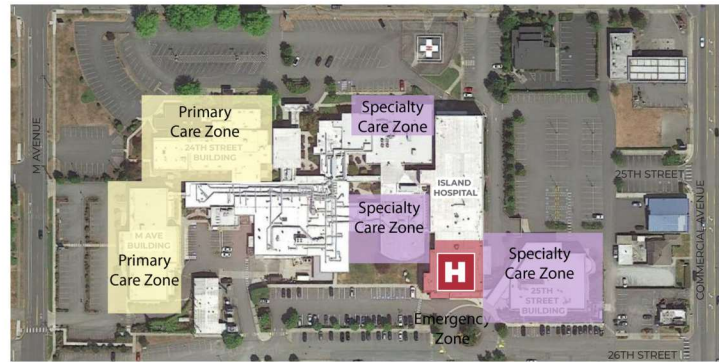 Primary
Care Zone
24TH STREET
BUILDING
Specialty
Care Zone
M AVENUE
ISLAND
HOSPITAL
25TH STREET
COMMERCIAL AVENUE
Specialty
Care Zone
M AVE
BUILDING
Primary
Care Zone
H
Specialty
Care Zone
25TH
STREET
BUILDING
Emergency
Zone
26TH STREET